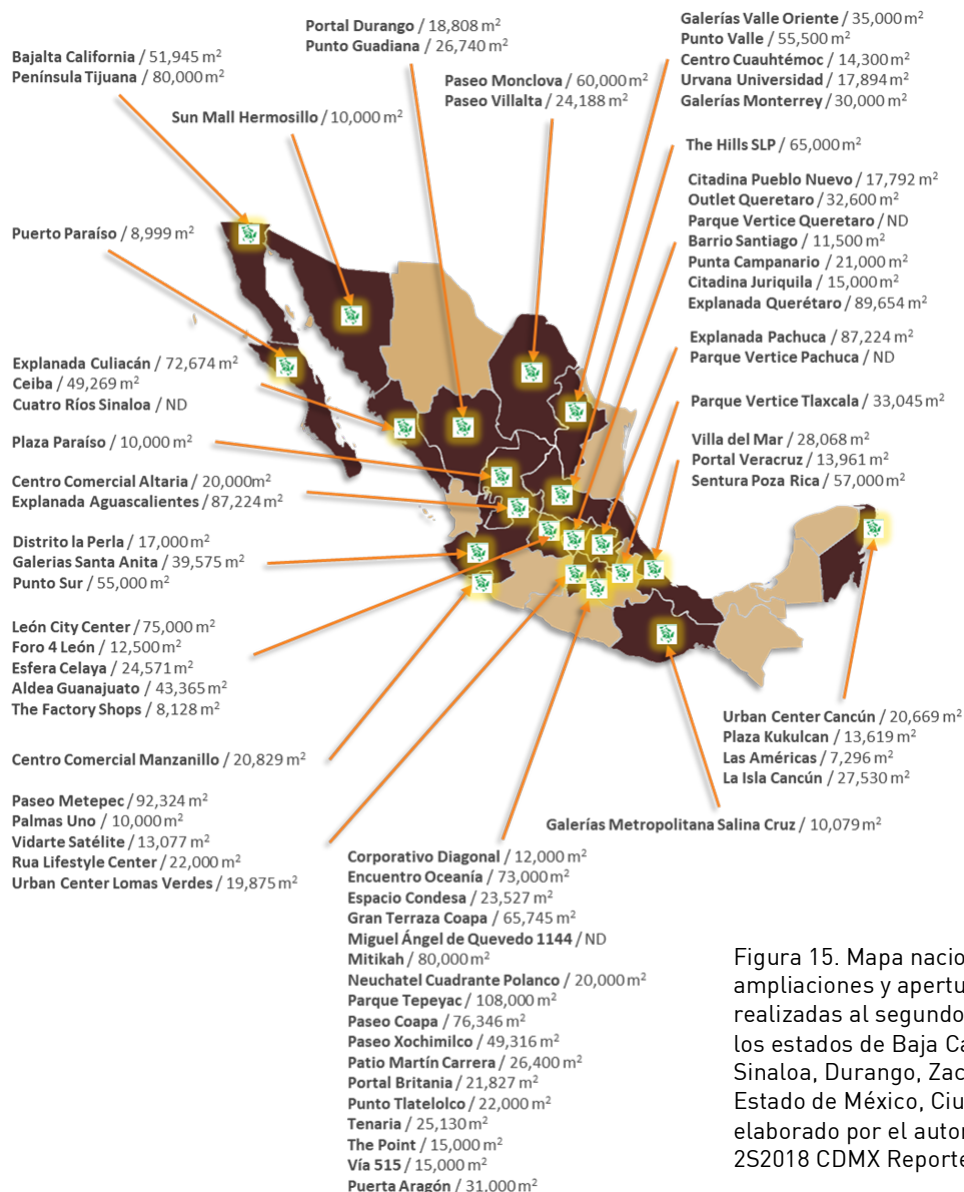 Portal Durango / 18,808 m²
Punto Guadiana / 26,740 m²
Galerías Valle Oriente / 35,000 m²
Punto Valle / 55,500 m²
Centro Cuauhtémoc / 14,300 m²
Urvana Universidad / 17,894 m²
Galerías Monterrey / 30,000 m²
Bajalta California / 51,945 m²
Península Tijuana / 80,000 m²
Paseo Monclova / 60,000 m²
Paseo Villalta / 24,188 m²
Sun Mall Hermosillo / 10,000 m²
The Hills SLP / 65,000 m²
Citadina Pueblo Nuevo / 17,792 m²
Outlet Queretaro / 32,600 m²
Parque Vertice Queretaro / ND
Barrio Santiago / 11,500 m²
Punta Campanario / 21,000 m²
Citadina Juriquila / 15,000 m²
Explanada Querétaro / 89,654 m²
Puerto Paraíso / 8,999 m²
Explanada Pachuca / 87,224 m²
Parque Vertice Pachuca / ND
Explanada Culiacán / 72,674 m²
Ceiba / 49,269 m²
Cuatro Ríos Sinaloa / ND
Parque Vertice Tlaxcala / 33,045 m²
Plaza Paraíso / 10,000 m²
Villa del Mar / 28,068 m²
Portal Veracruz / 13,961 m²
Sentura Poza Rica / 57,000 m²
Centro Comercial Altaria / 20,000m²
Explanada Aguascalientes / 87,224 m²
Distrito la Perla / 17,000 m²
Galerias Santa Anita / 39,575 m²
Punto Sur / 55,000 m²
León City Center / 75,000 m²
Foro 4 León / 12,500 m²
Esfera Celaya / 24,571 m²
Aldea Guanajuato / 43,365 m²
The Factory Shops / 8,128 m²
Urban Center Cancún / 20,669 m²
Plaza Kukulcan / 13,619 m²
Las Américas / 7,296 m²
La Isla Cancún / 27,530 m²
Centro Comercial Manzanillo / 20,829 m²
Paseo Metepec / 92,324 m²
Palmas Uno / 10,000 m²
Vidarte Satélite / 13,077 m²
Rua Lifestyle Center / 22,000 m²
Urban Center Lomas Verdes / 19,875 m²
Galerías Metropolitana Salina Cruz / 10,079 m²
Corporativo Diagonal / 12,000 m²
Encuentro Oceanía / 73,000 m²
Espacio Condesa / 23,527 m²
Gran Terraza Coapa / 65,745 m²
Miguel Ángel de Quevedo 1144 / ND
Mitikah / 80,000 m²
Neuchatel Cuadrante Polanco / 20,000 m²
Parque Tepeyac / 108,000 m²
Paseo Coapa / 76,346 m²
Paseo Xochimilco / 49,316 m²
Patio Martín Carrera / 26,400 m²
Portal Britania / 21,827 m²
Punto Tlatelolco / 22,000 m²
Tenaria / 25,130 m²
The Point / 15,000 m²
Vía 515 / 15,000 m²
Puerta Aragón / 31,000 m²
Figura 15. Mapa nacio
ampliaciones y apertu
realizadas al segundo
los estados de Baja Ca
Sinaloa, Durango, Zac
Estado de México, Ciu
elaborado por el autor
2S2018 CDMX Reporte